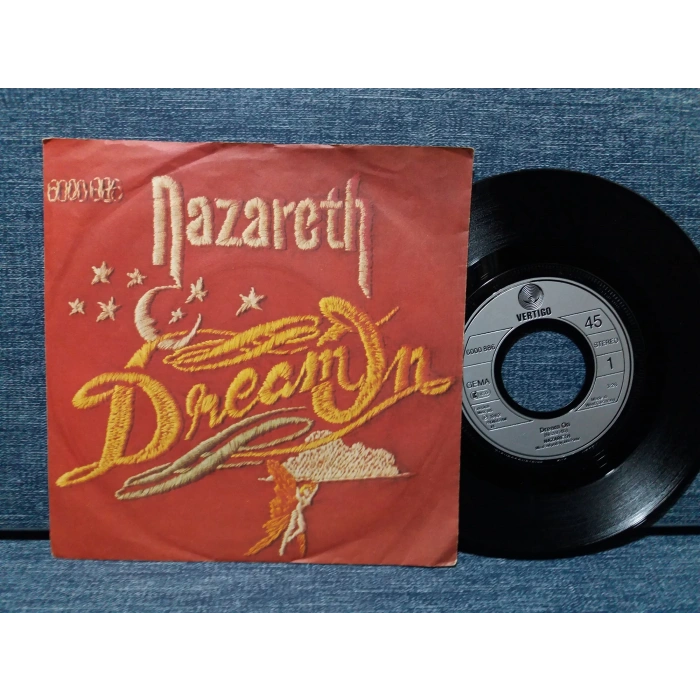 6000 886
Nazareth
Dream On
VERTIGO
45
6000 886
STEREO
GEMA
1
Dream On
NAZARETH